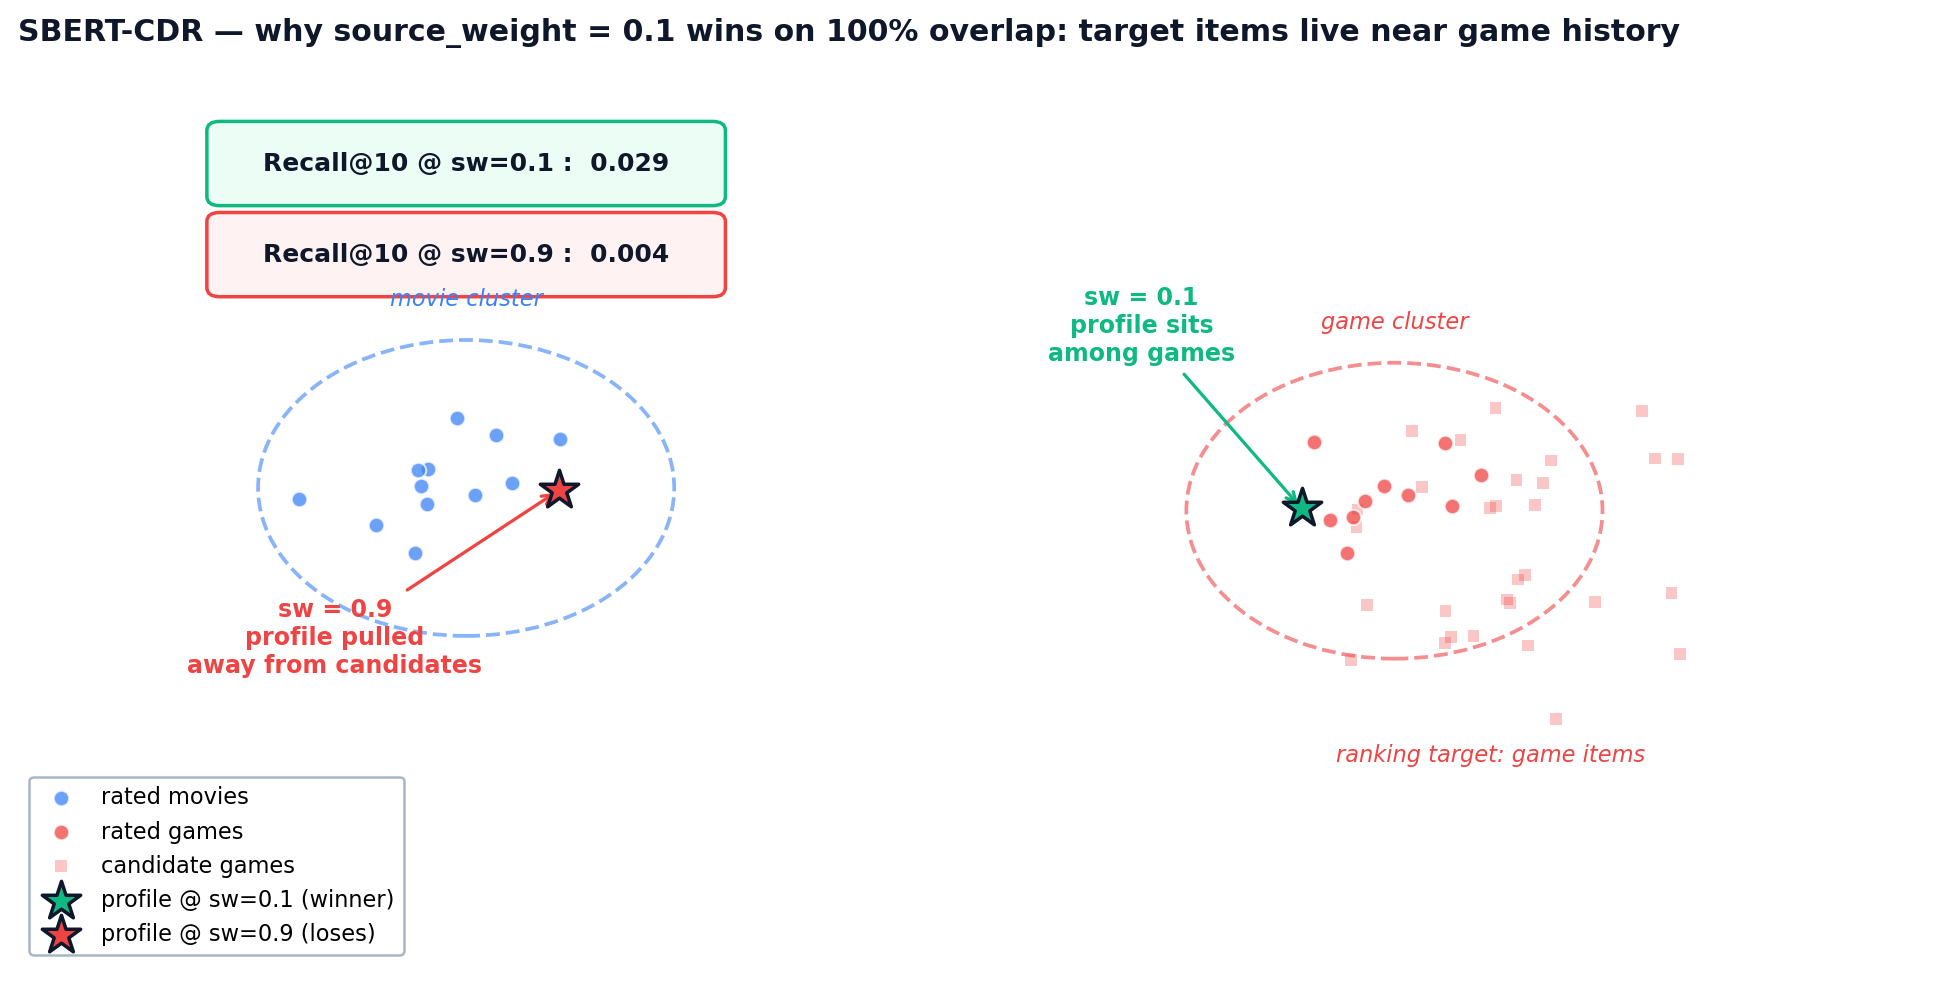 SBERT-CDR — why source_weight = 0.1 wins on 100% overlap: target items live near game history
Recall@10 @ sw=0.1 :  0.029
Recall@10 @ sw=0.9 :  0.004
movie cluster
sw = 0.1
profile sits
among games
game cluster
sw = 0.9
profile pulled
away from candidates
ranking target: game items
rated movies
rated games
candidate games
profile @ sw=0.1 (winner)
profile @ sw=0.9 (loses)